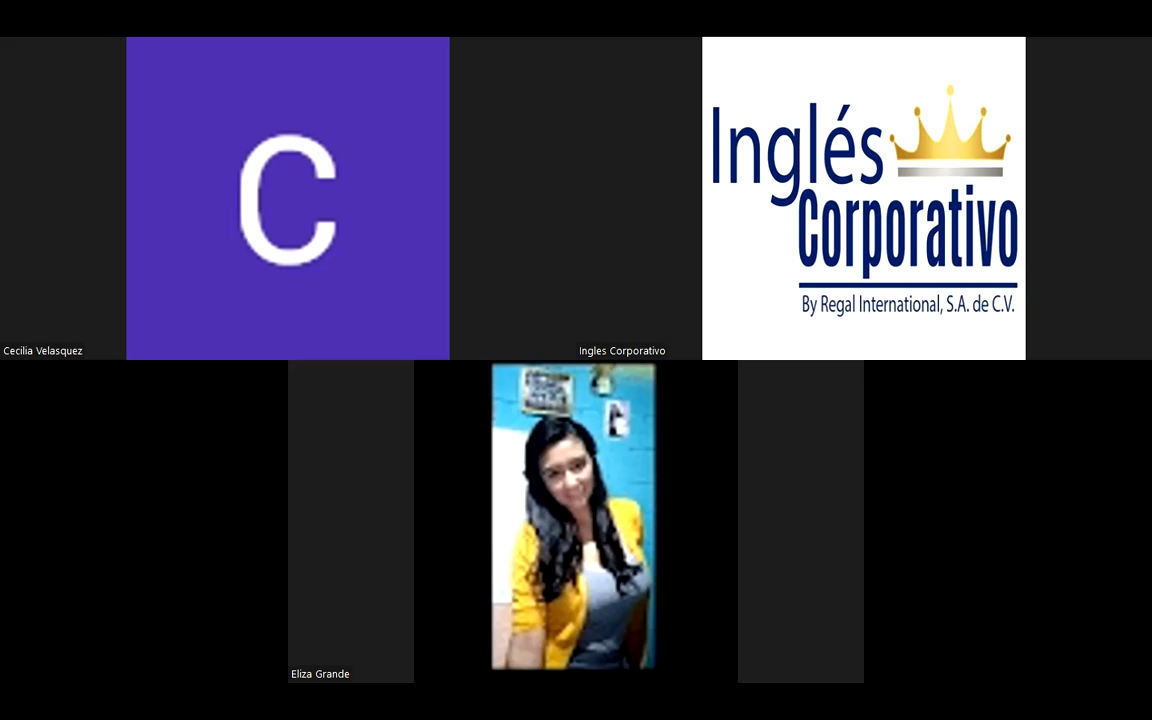 C
Inglés
Corporativo
By Regal International, S.A. de C.V.
Cecilia Velasquez
Ingles Corporativo
Eliza Grande